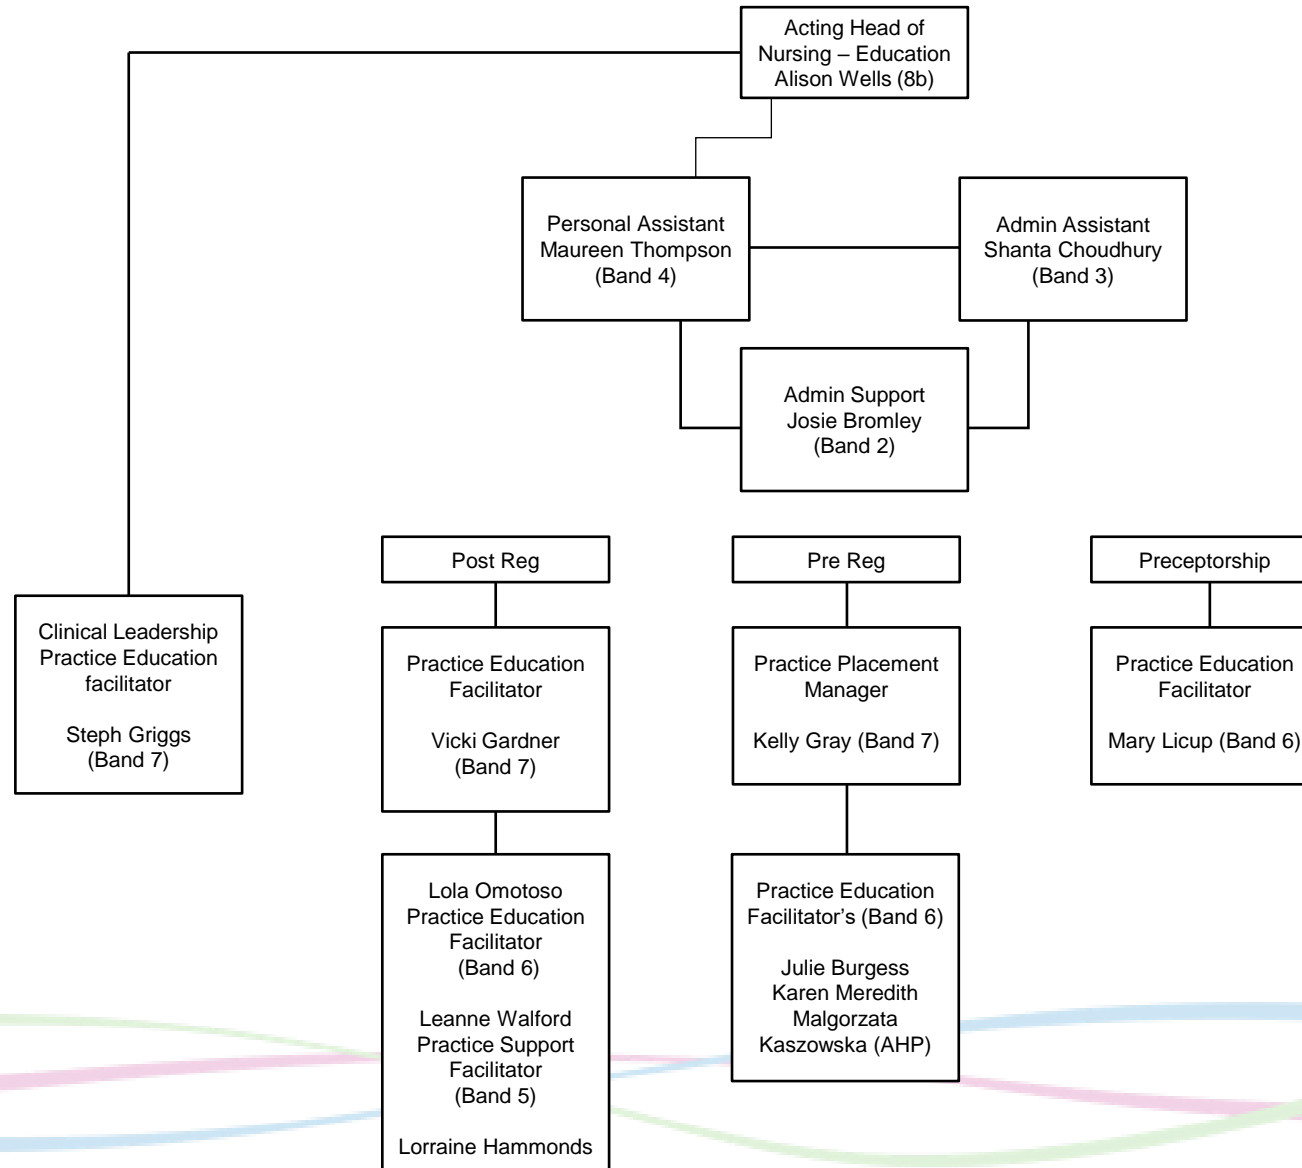 Acting Head of
Nursing – Education
Alison Wells (8b)
Personal Assistant
Maureen Thompson
(Band 4)
Admin Assistant
Shanta Choudhury
(Band 3)
Admin Support
Josie Bromley
(Band 2)
Clinical Leadership
Practice Education
facilitator
Steph Griggs
(Band 7)
Post Reg
Practice Education
Facilitator
Vicki Gardner
(Band 7)
Lola Omotoso
Practice Education
Facilitator
(Band 6)
Leanne Walford
Practice Support
Facilitator
(Band 5)
Lorraine Hammonds
Pre Reg
Practice Placement
Manager
Kelly Gray (Band 7)
Practice Education
Facilitator's (Band 6)
Julie Burgess
Karen Meredith
Malgorzata
Kaszowska (AHP)
Preceptorship
Practice Education
Facilitator
Mary Licup (Band 6)